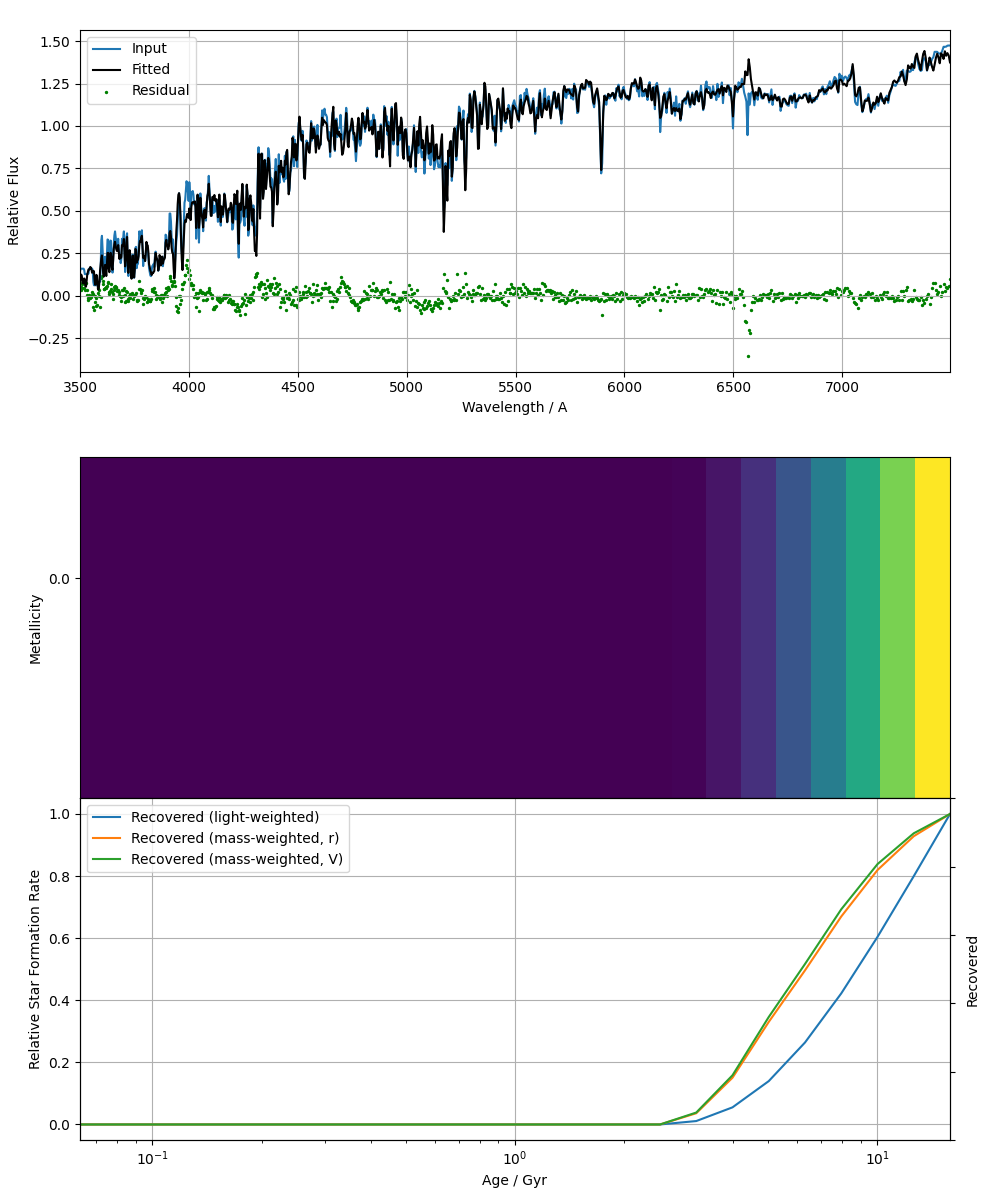 1.50
1.25
1.00
0.75
0.50
0.25
0.00
−0.25
Relative Flux
Input
Fitted
Residual
3500 4000 4500 5000 5500 6000 6500 7000
Wavelength / A
0.0
Metallicity
1.0
0.8
0.6
0.4
0.2
0.0
Relative Star Formation Rate
Recovered (light-weighted)
Recovered (mass-weighted, r)
Recovered (mass-weighted, V)
Recovered
10⁻¹ 10⁰ 10¹
Age / Gyr